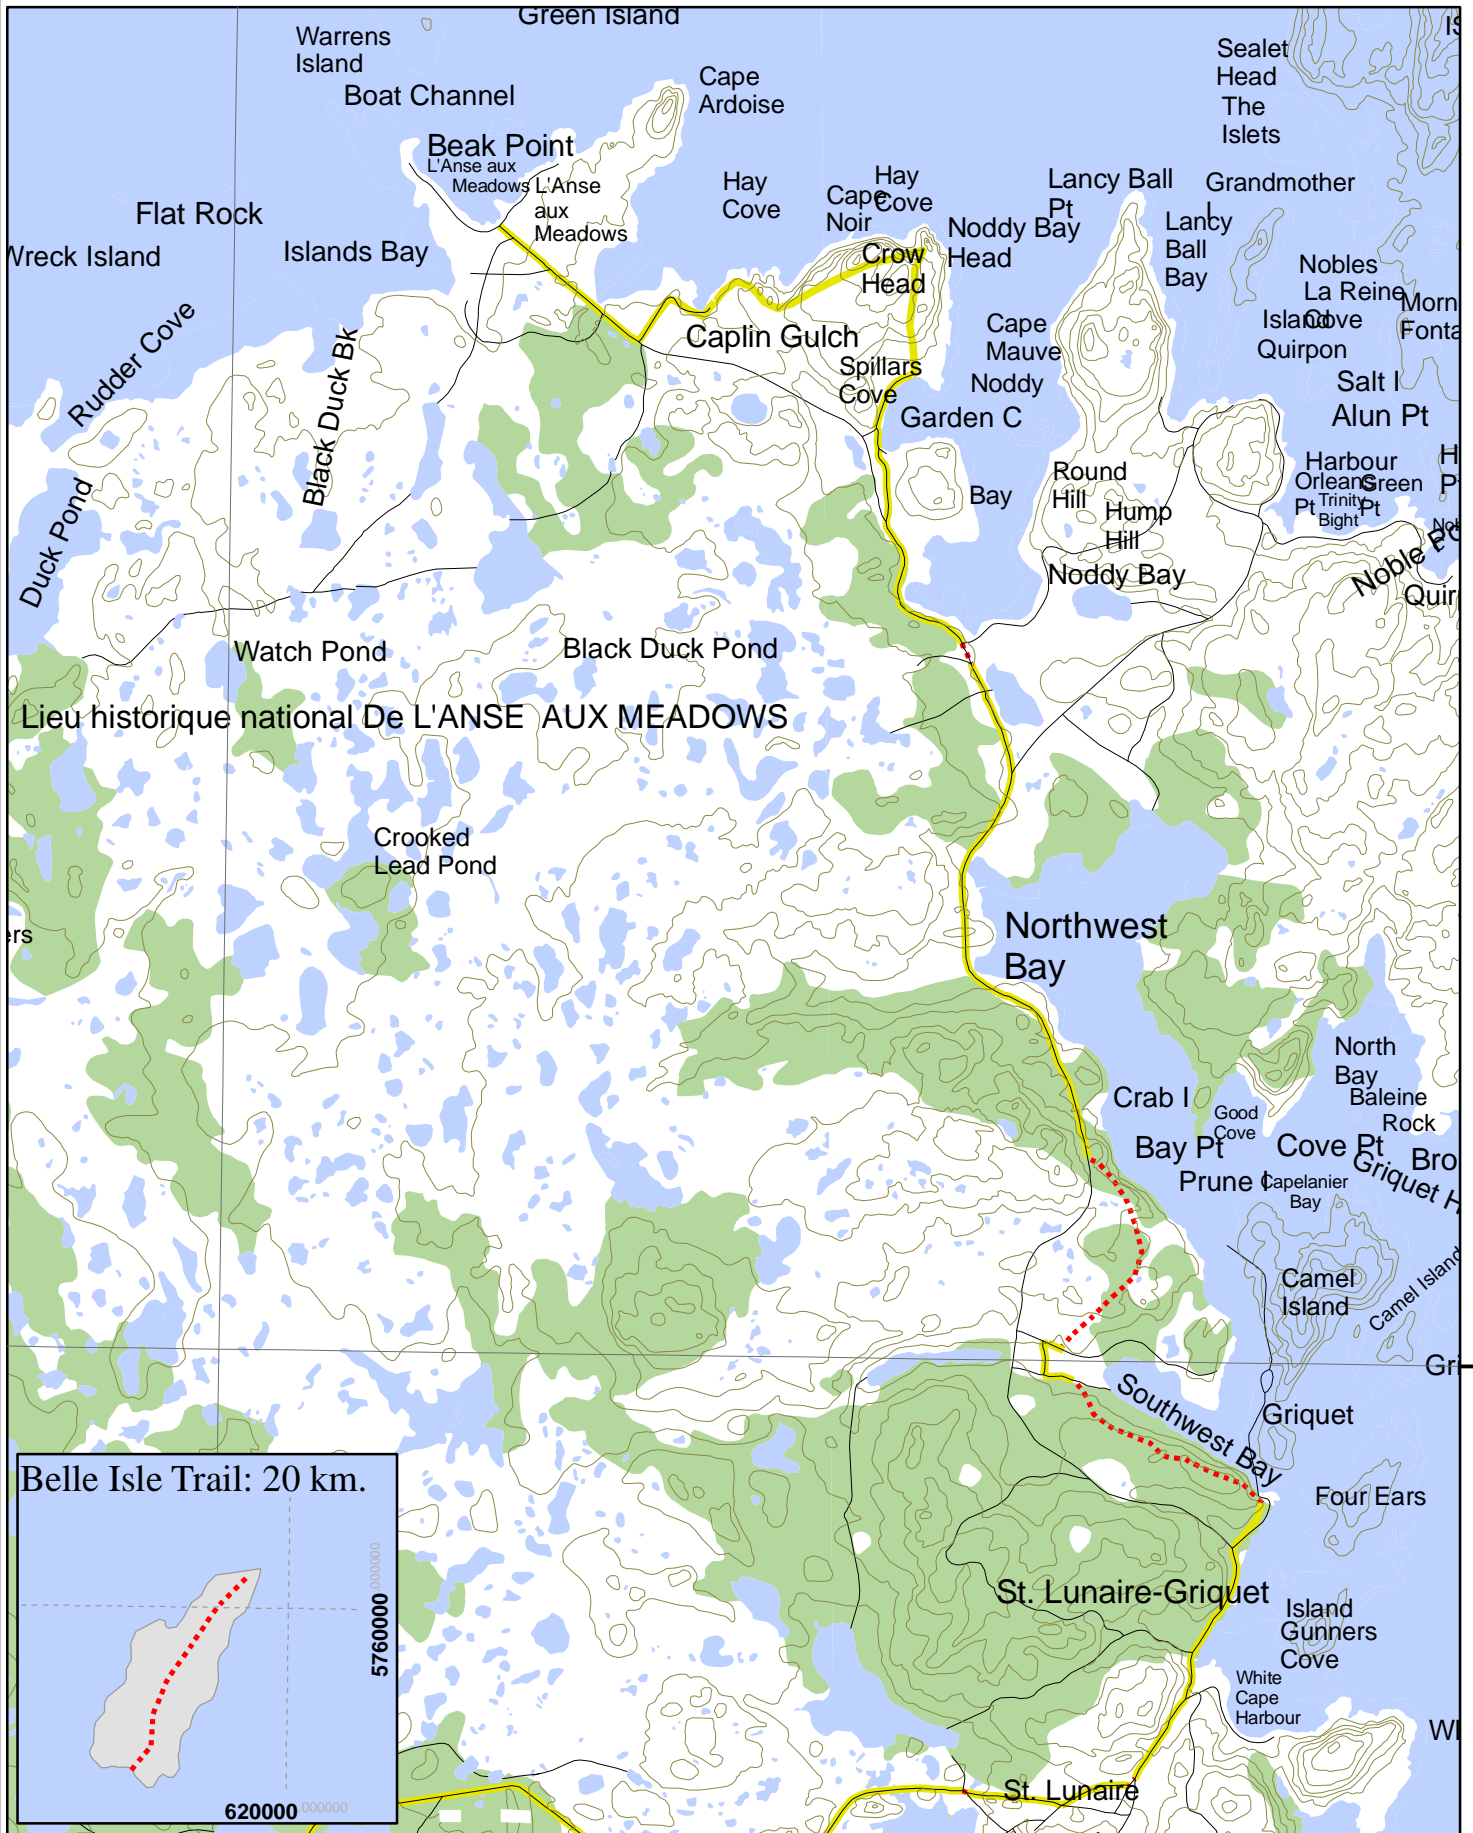 Green Island
Warrens
Island
Boat Channel
Cape
Ardoise
Sealet
Head
The
Islets
Beak Point
L'Anse aux
Meadows
L'Anse
aux
Meadows
Flat Rock
Wreck Island
Islands Bay
Hay
Cove
Cape
Noir
Hay
Cove
Noddy Bay
Head
Crow
Head
Lancy Ball
Pt
Lancy
Ball
Bay
Grandmother
I
Nobles
La Reine
Cove
Island
Quirpon
Morn
Fonta
Rudder Cove
Black Duck Bk
Caplin Gulch
Spillars
Cove
Cape
Mauve
Noddy
Garden C
Bay
Salt I
Alun Pt
Harbour
Orleans
Pt
Green
Pt
Trinity
Bight
Round
Hill
Hump
Hill
Noddy Bay
Duck Pond
Watch Pond
Black Duck Pond
Lieu historique national De L'ANSE AUX MEADOWS
Crooked
Lead Pond
ers
Northwest
Bay
North
Bay
Baleine
Rock
Crab I
Good
Cove
Bay Pt
Cove Pt
Bro
Prune I
Capelanier
Bay
Griquet H
Camel
Island
Camel Island
Gri
Southwest Bay
Griquet
Four Ears
St. Lunaire-Griquet
Island
Gunners
Cove
White
Cape
Harbour
St. Lunaire
Belle Isle Trail: 20 km.
5760000 000000
620000 000000